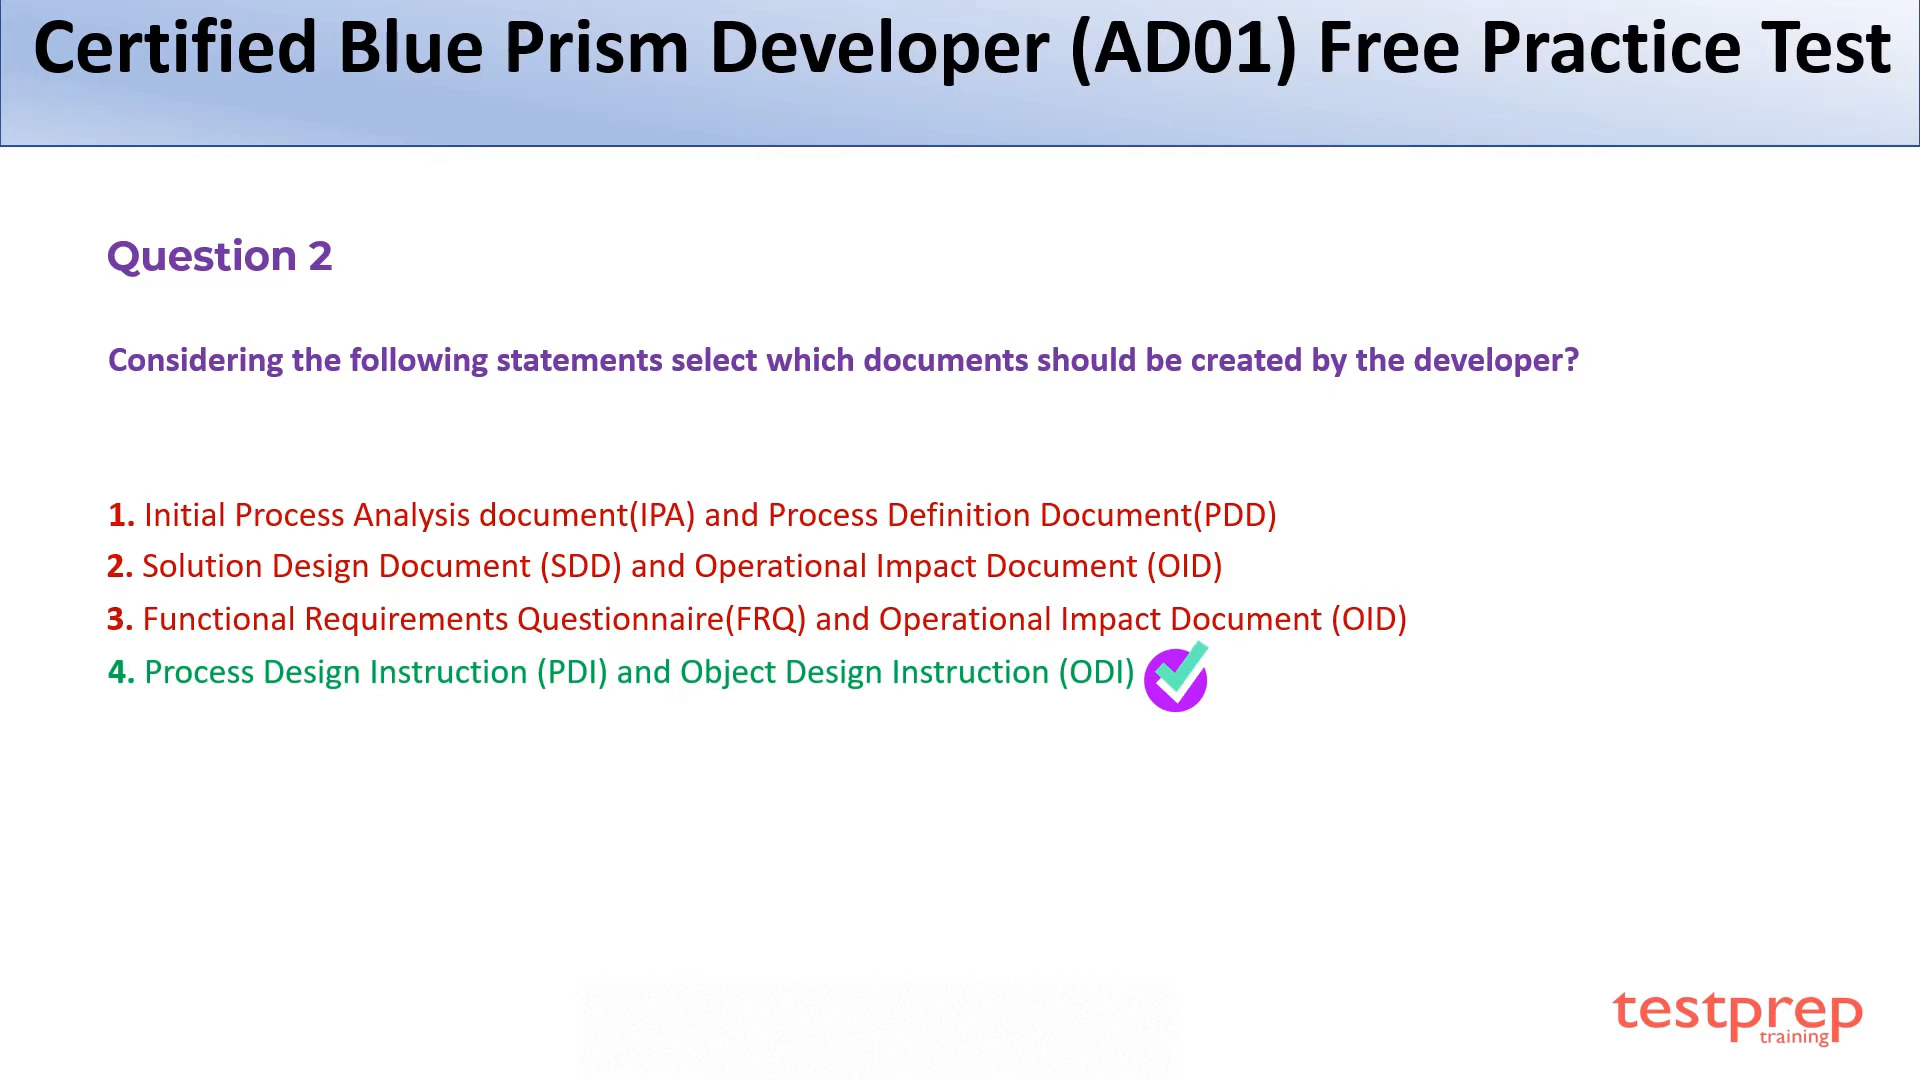 Certified Blue Prism Developer (AD01) Free Practice Test
Question 2
Considering the following statements select which documents should be created by the developer?
1. Initial Process Analysis document(IPA) and Process Definition Document(PDD)
2. Solution Design Document (SDD) and Operational Impact Document (OID)
3. Functional Requirements Questionnaire(FRQ) and Operational Impact Document (OID)
4. Process Design Instruction (PDI) and Object Design Instruction (ODI)
testprep
training